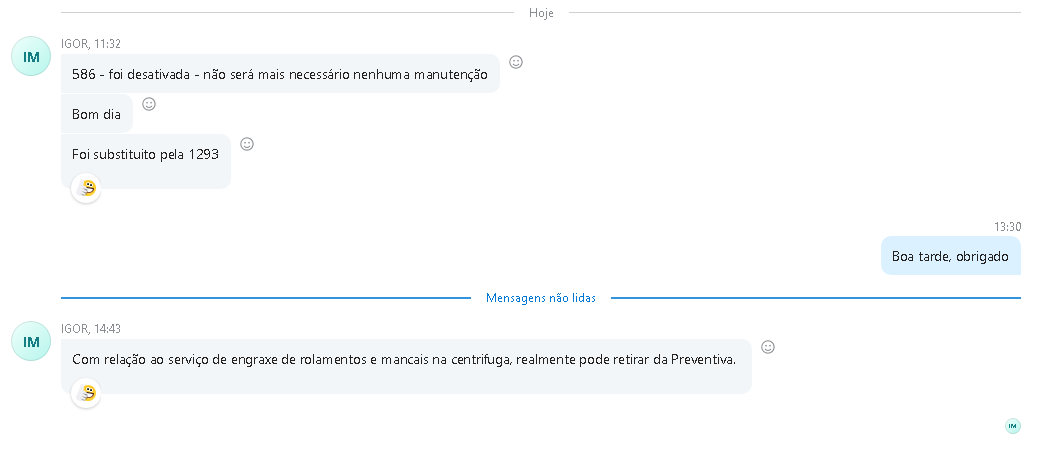 Hoje
IGOR, 11:32
IM
586 - foi desativada - não será mais necessário nenhuma manutenção
Bom dia
Foi substituito pela 1293
13:30
Boa tarde, obrigado
Mensagens não lidas
IGOR, 14:43
IM
Com relação ao serviço de engraxe de rolamentos e mancais na centrifuga, realmente pode retirar da Preventiva.
IM